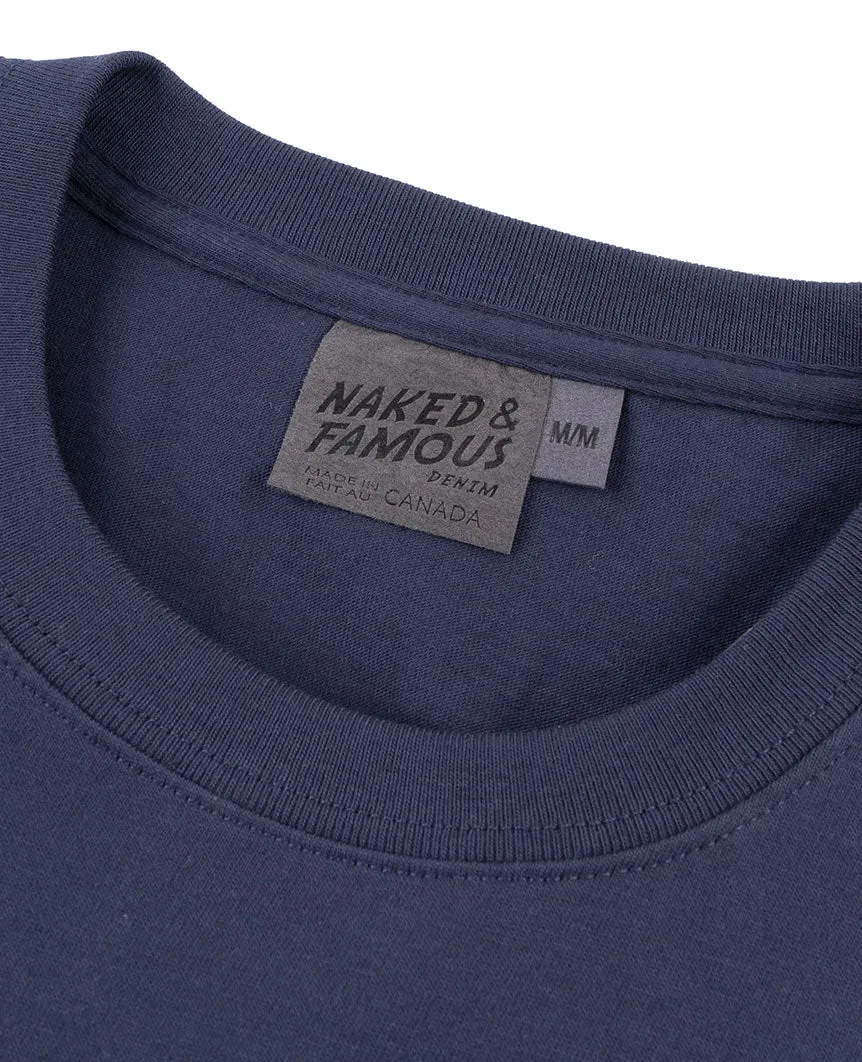 NAKED &
FAMOUS
DENIM
MADE IN
FAIT AU CANADA
M/M